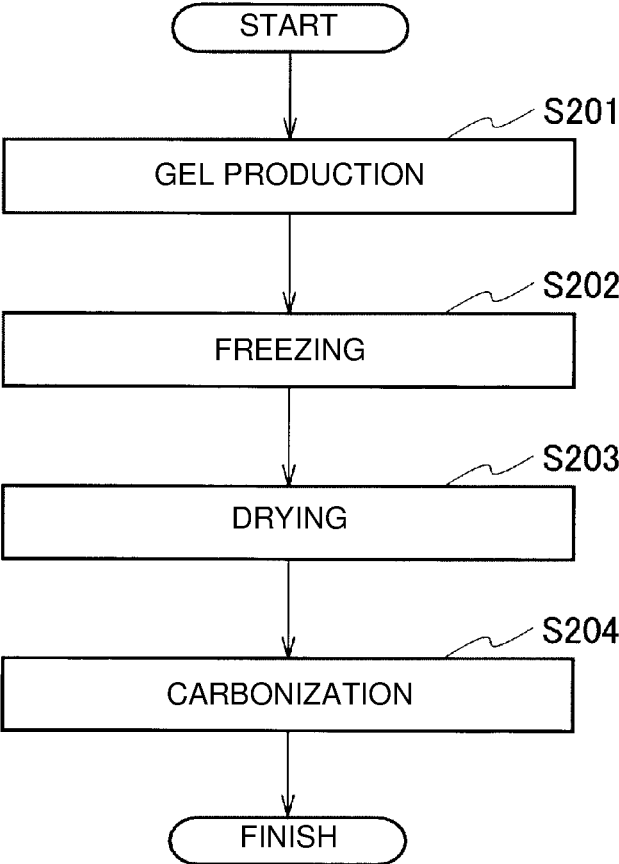 START
S201
GEL PRODUCTION
S202
FREEZING
S203
DRYING
S204
CARBONIZATION
FINISH